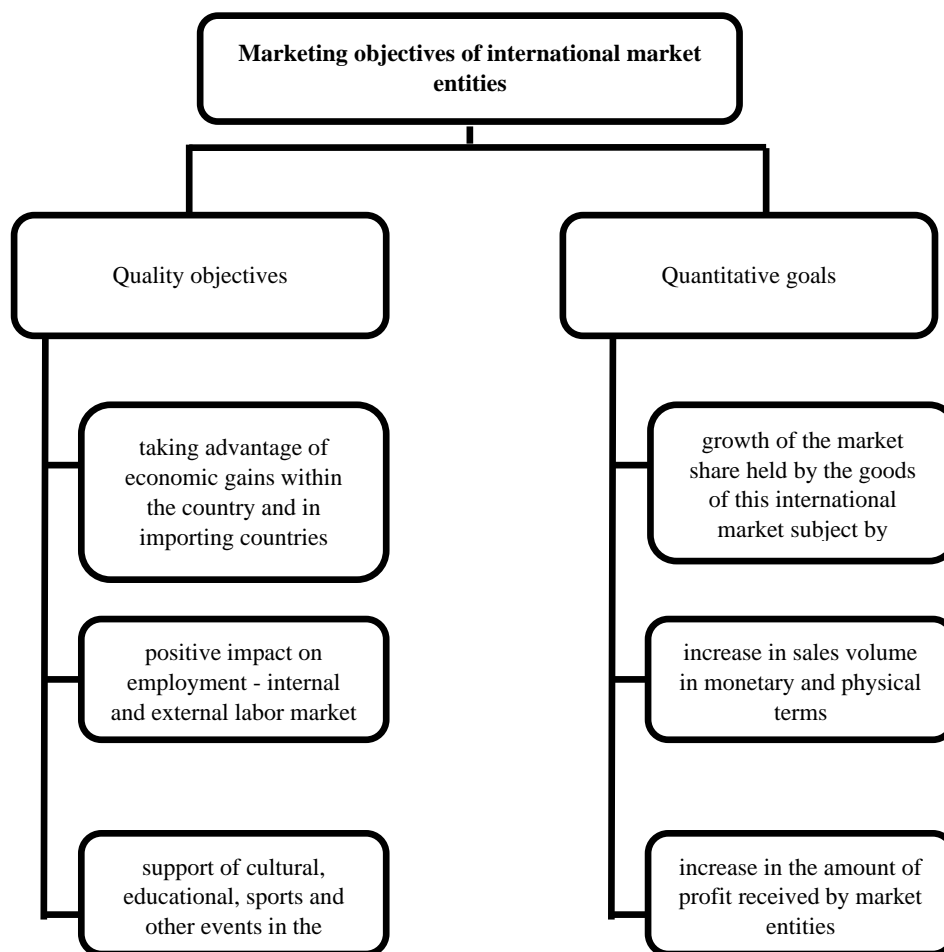 Marketing objectives of international market
entities
Quality objectives
Quantitative goals
taking advantage of
economic gains within
the country and in
importing countries
growth of the market
share held by the goods
of this international
market subject by
positive impact on
employment - internal
and external labor market
increase in sales volume
in monetary and physical
terms
support of cultural,
educational, sports and
other events in the
increase in the amount of
profit received by market
entities